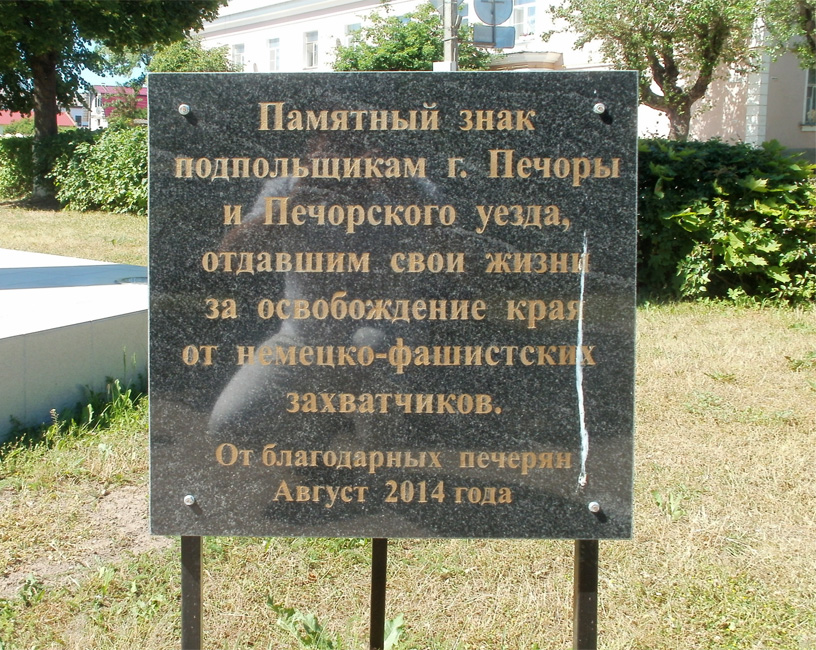 Памятный знак
подпольщикам г. Печоры
и Печорского уезда,
отдавшим свои жизни
за освобождение края
от немецко-фашистских
захватчиков.
От благодарных печерян
Август 2014 года